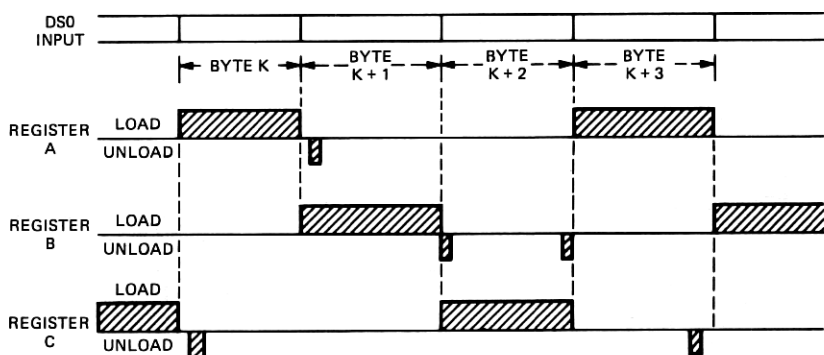 DS0
INPUT
BYTE K
BYTE
K + 1
BYTE
K + 2
BYTE
K + 3
REGISTER
A
LOAD
UNLOAD
REGISTER
B
LOAD
UNLOAD
REGISTER
C
LOAD
UNLOAD